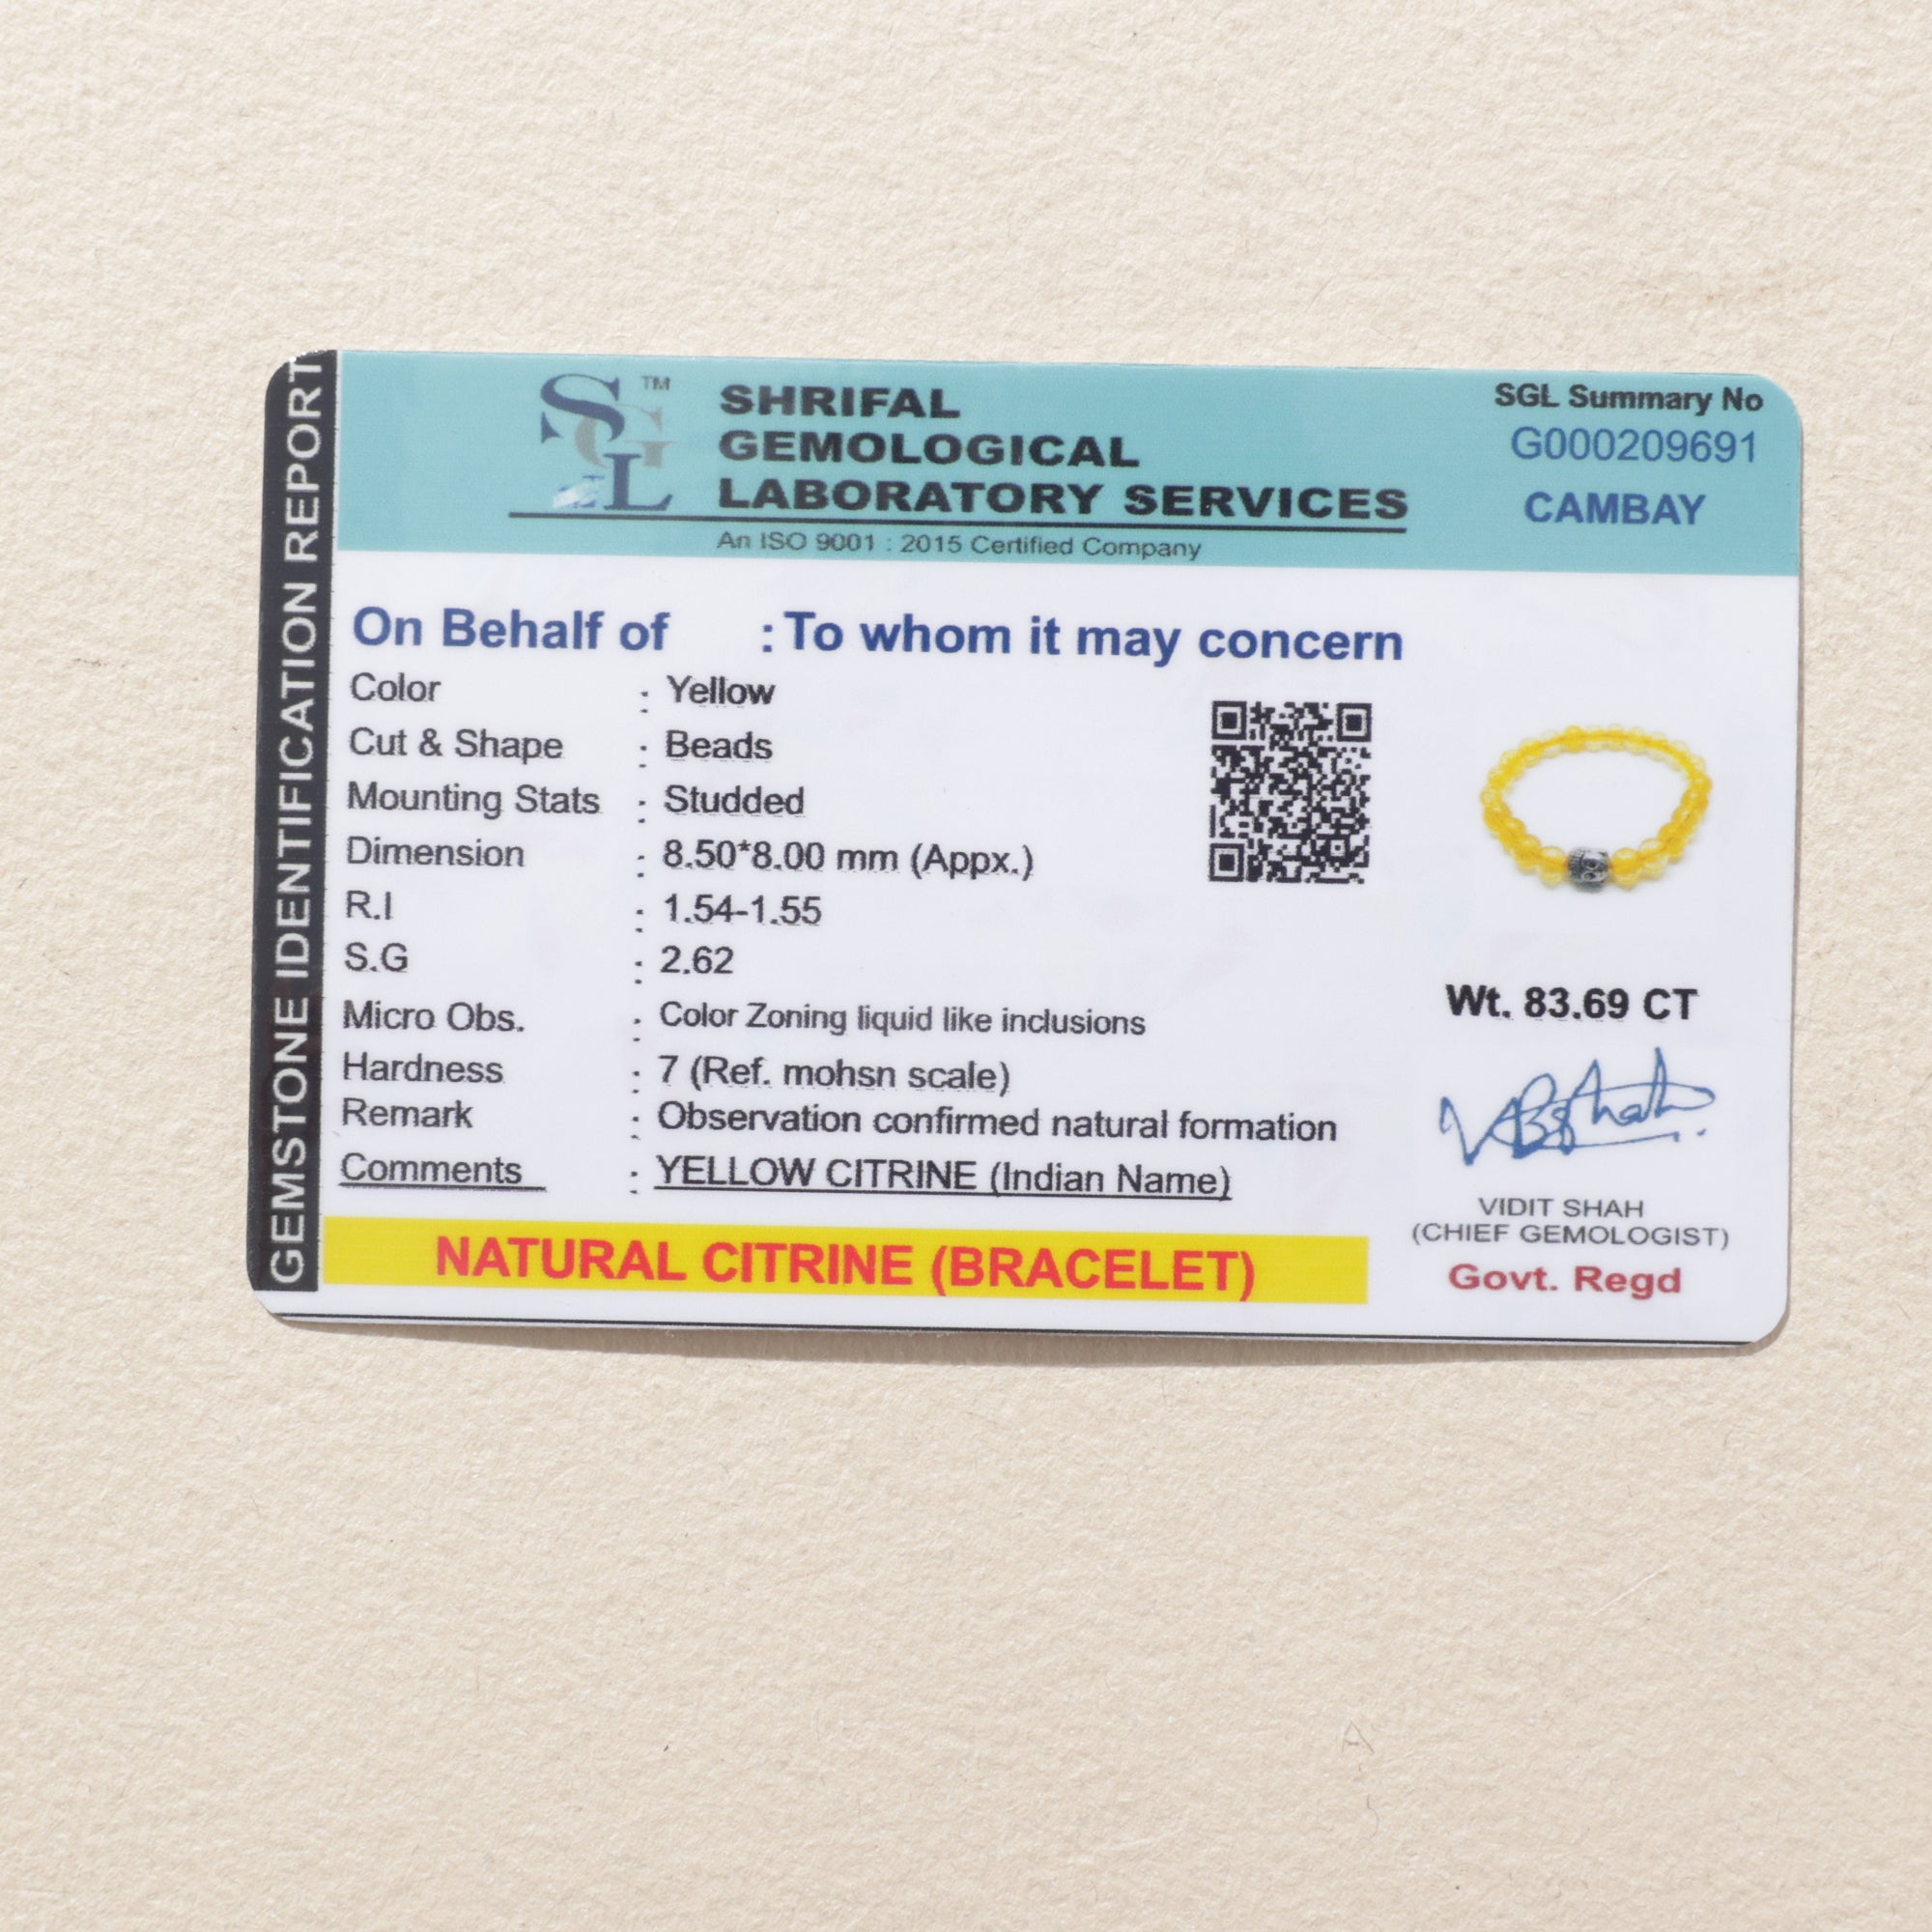 GEMSTONE IDENTIFICATION REPORT
SGL
TM
SHRIFAL
GEMOLOGICAL
LABORATORY SERVICES
An ISO 9001 : 2015 Certified Company
SGL Summary No
G000209691
CAMBAY
On Behalf of : To whom it may concern
Color : Yellow
Cut & Shape : Beads
Mounting Stats : Studded
Dimension : 8.50*8.00 mm (Appx.)
R.I : 1.54-1.55
S.G : 2.62
Micro Obs. : Color Zoning liquid like inclusions
Hardness : 7 (Ref. mohsn scale)
Remark : Observation confirmed natural formation
Comments : YELLOW CITRINE (Indian Name)
NATURAL CITRINE (BRACELET)
Wt. 83.69 CT
VIDIT SHAH
(CHIEF GEMOLOGIST)
Govt. Regd